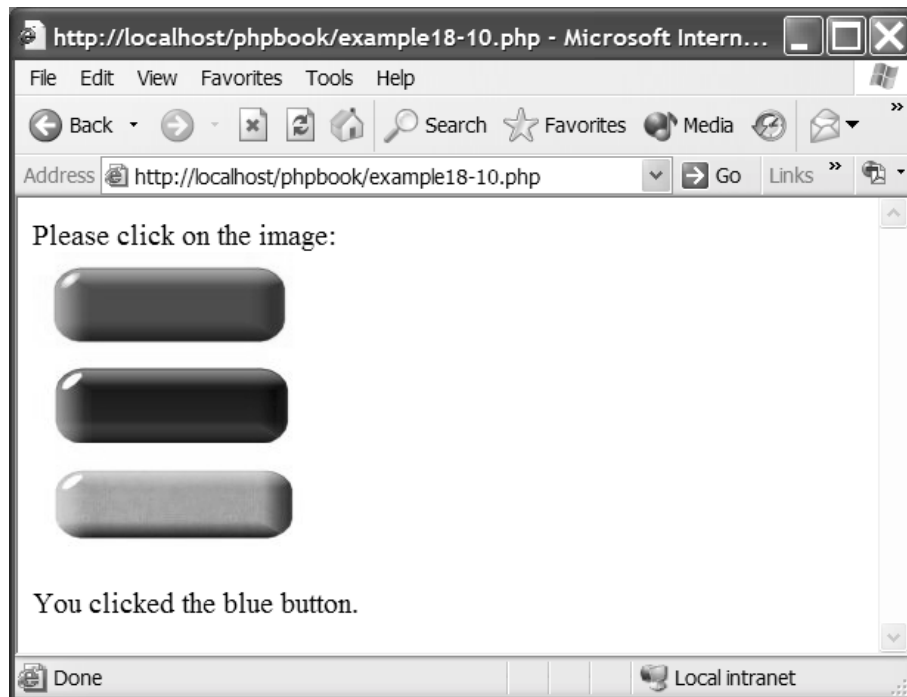 http://localhost/phpbook/example18-10.php - Microsoft Intern...
File Edit View Favorites Tools Help
Back Search Favorites Media »
Address http://localhost/phpbook/example18-10.php Go Links »
Please click on the image:
You clicked the blue button.
Done Local intranet